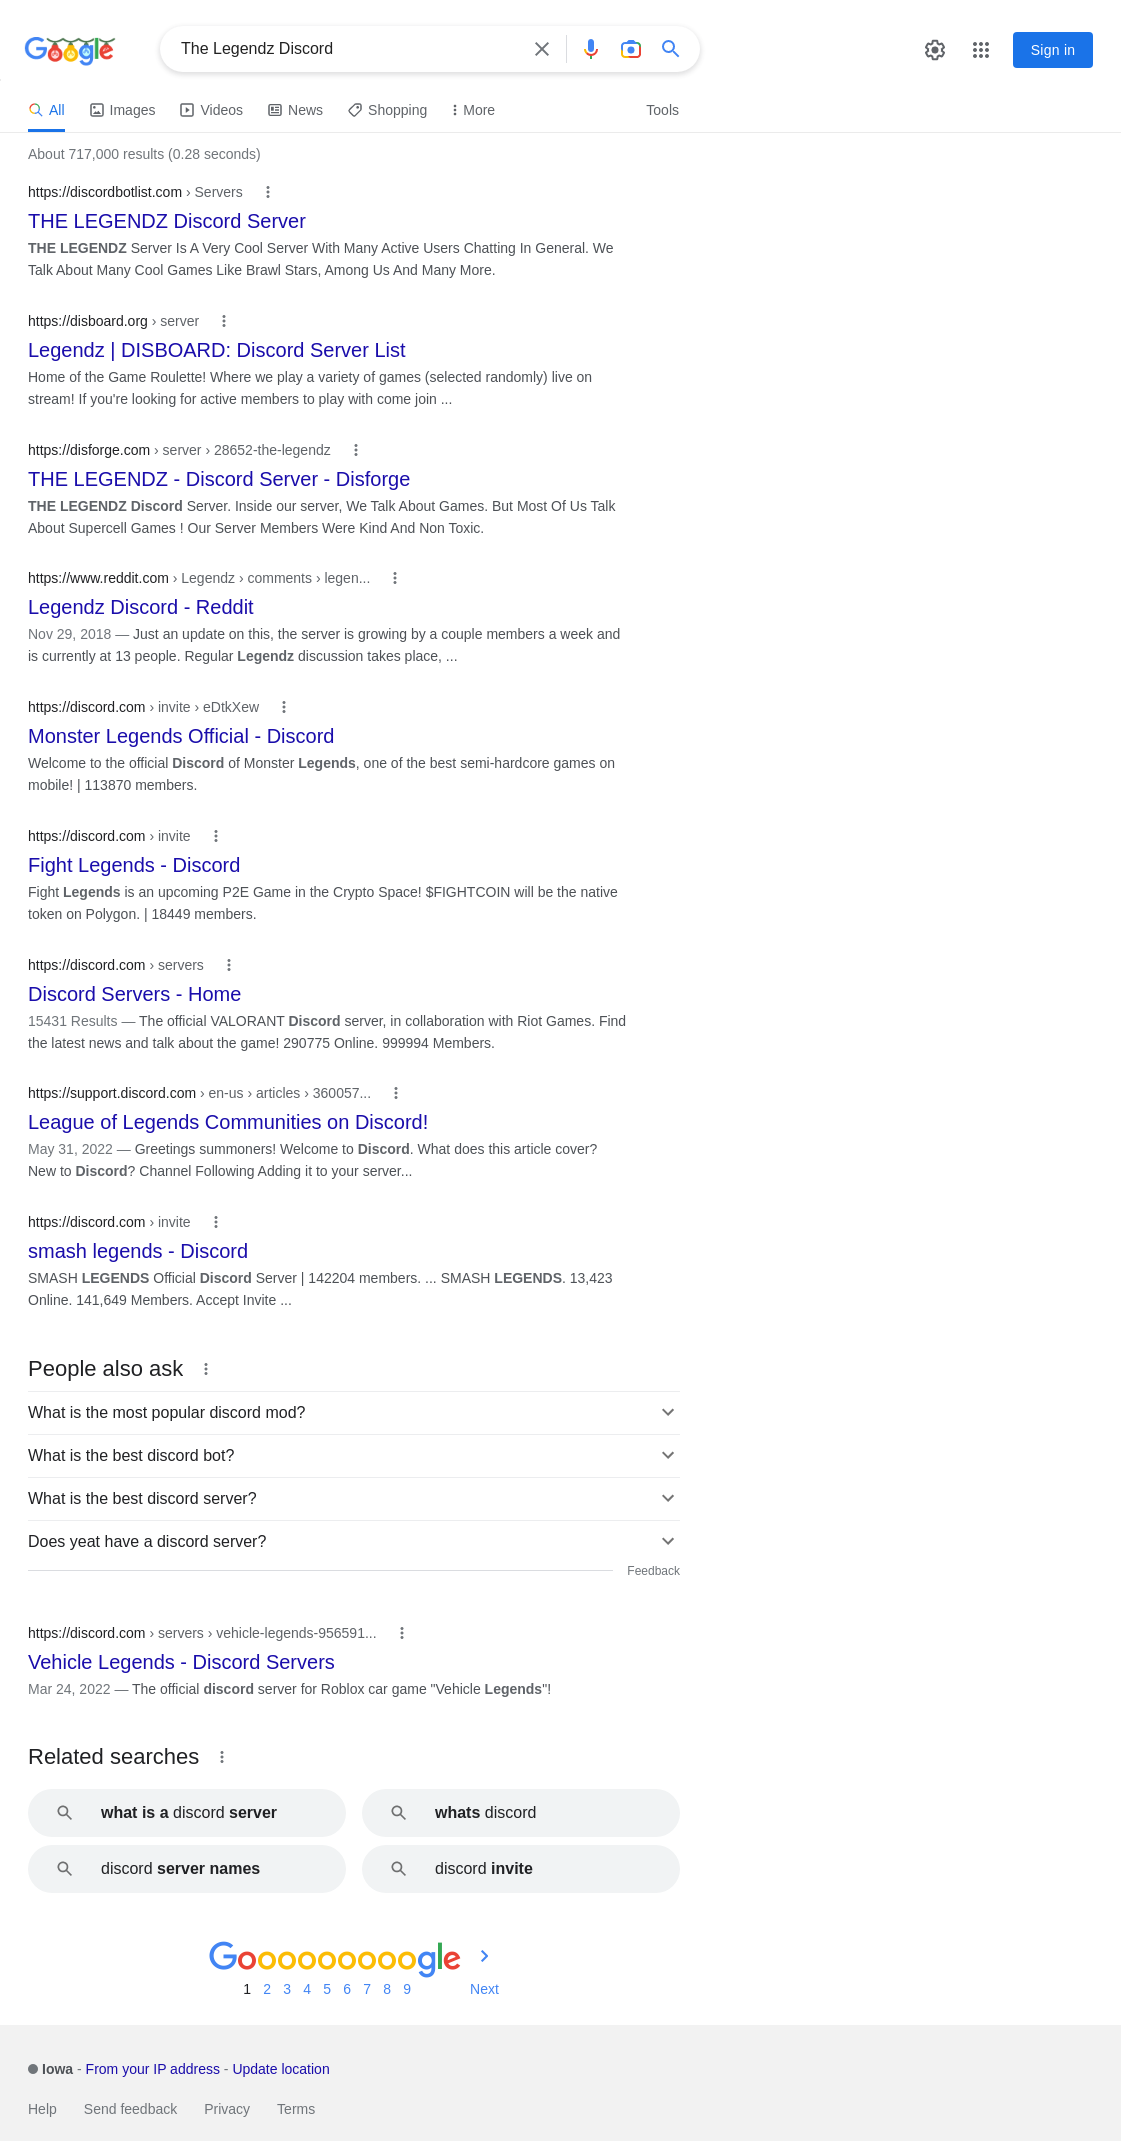 Google
The Legendz Discord
Sign in
All Images Videos News Shopping More Tools
About 717,000 results (0.28 seconds)
https://discordbotlist.com › Servers
THE LEGENDZ Discord Server
THE LEGENDZ Server Is A Very Cool Server With Many Active Users Chatting In General. We
Talk About Many Cool Games Like Brawl Stars, Among Us And Many More.
https://disboard.org › server
Legendz | DISBOARD: Discord Server List
Home of the Game Roulette! Where we play a variety of games (selected randomly) live on
stream! If you're looking for active members to play with come join ...
https://disforge.com › server › 28652-the-legendz
THE LEGENDZ - Discord Server - Disforge
THE LEGENDZ Discord Server. Inside our server, We Talk About Games. But Most Of Us Talk
About Supercell Games ! Our Server Members Were Kind And Non Toxic.
https://www.reddit.com › Legendz › comments › legen...
Legendz Discord - Reddit
Nov 29, 2018 — Just an update on this, the server is growing by a couple members a week and
is currently at 13 people. Regular Legendz discussion takes place, ...
https://discord.com › invite › eDtkXew
Monster Legends Official - Discord
Welcome to the official Discord of Monster Legends, one of the best semi-hardcore games on
mobile! | 113870 members.
https://discord.com › invite
Fight Legends - Discord
Fight Legends is an upcoming P2E Game in the Crypto Space! $FIGHTCOIN will be the native
token on Polygon. | 18449 members.
https://discord.com › servers
Discord Servers - Home
15431 Results — The official VALORANT Discord server, in collaboration with Riot Games. Find
the latest news and talk about the game! 290775 Online. 999994 Members.
https://support.discord.com › en-us › articles › 360057...
League of Legends Communities on Discord!
May 31, 2022 — Greetings summoners! Welcome to Discord. What does this article cover?
New to Discord? Channel Following Adding it to your server...
https://discord.com › invite
smash legends - Discord
SMASH LEGENDS Official Discord Server | 142204 members. ... SMASH LEGENDS. 13,423
Online. 141,649 Members. Accept Invite ...
People also ask
What is the most popular discord mod?
What is the best discord bot?
What is the best discord server?
Does yeat have a discord server?
Feedback
https://discord.com › servers › vehicle-legends-956591...
Vehicle Legends - Discord Servers
Mar 24, 2022 — The official discord server for Roblox car game "Vehicle Legends"!
Related searches
what is a discord server
whats discord
discord server names
discord invite
Goooooooooogle
1 2 3 4 5 6 7 8 9 Next
Iowa - From your IP address - Update location
Help Send feedback Privacy Terms